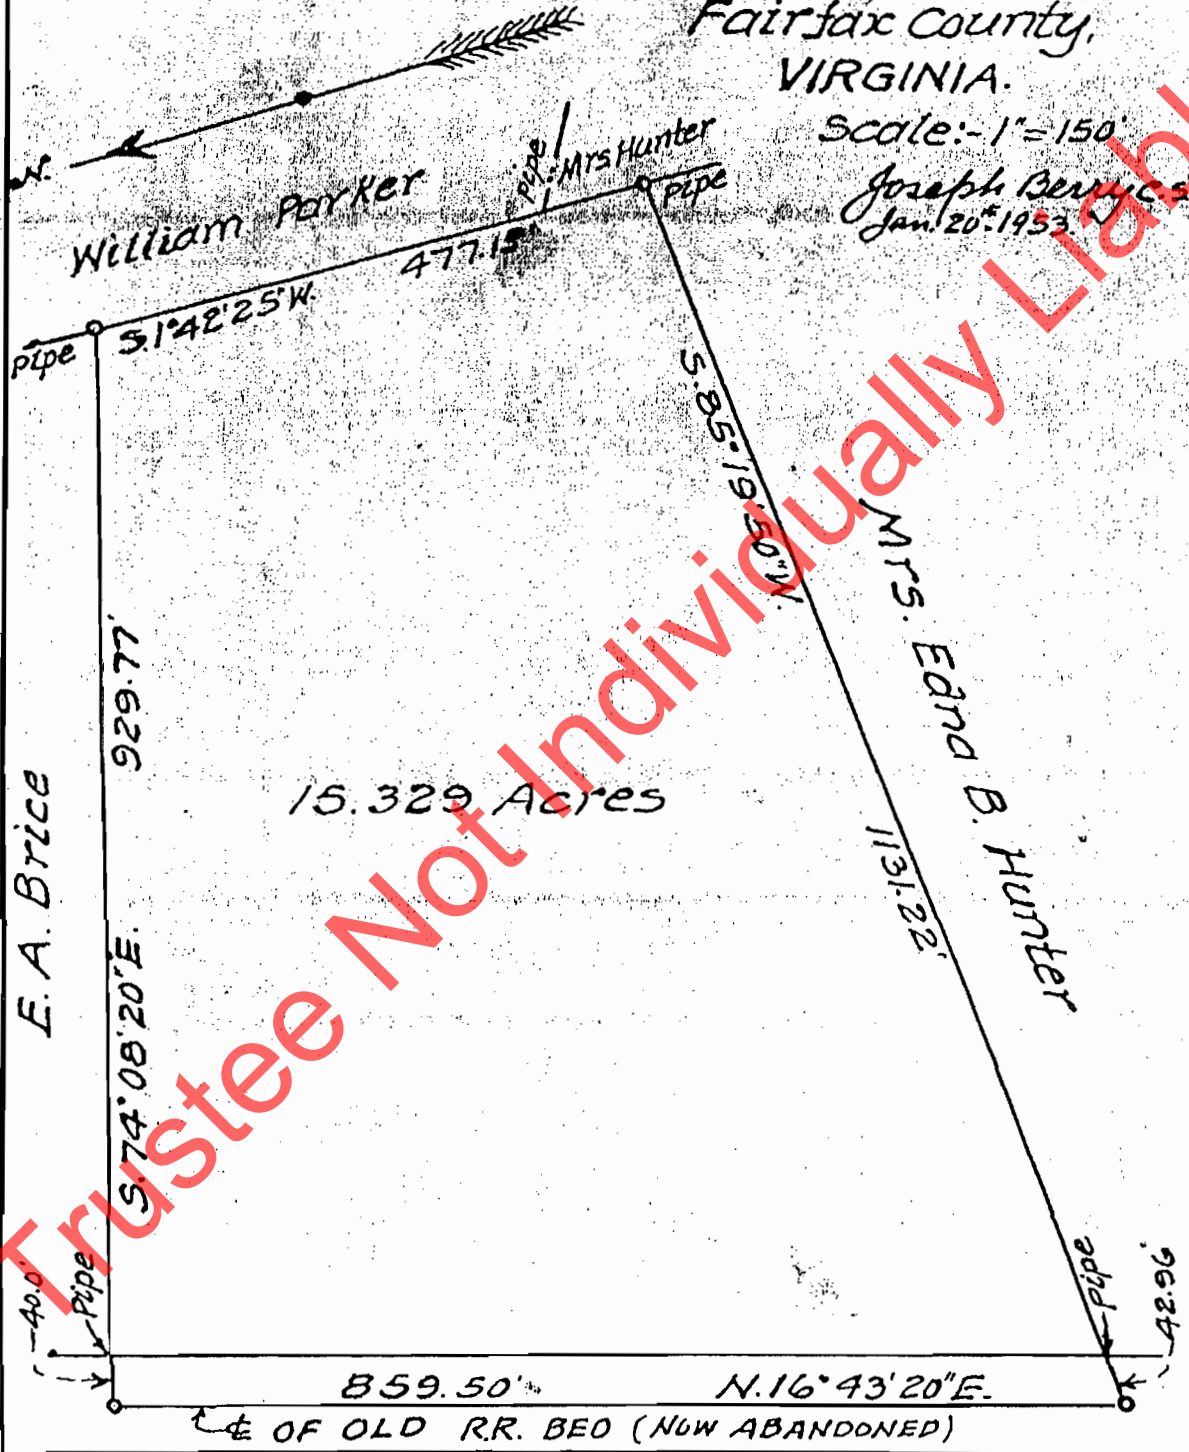 Fairfax County,
VIRGINIA.
Scale:- 1"=150'
Joseph Berry C.S.
Jan. 20th 1953
N.
William Parker
Pipe
Mrs Hunter
Pipe
477.15'
S.1°42'25"W.
Pipe
S.85°19'50"W.
Mrs. Edna B. Hunter
1131.22'
929.77'
S.74°08'20"E.
E. A. Brice
15.329 Acres
Trustee Not Individually
40.0'
Pipe
Pipe
42.96'
859.50' N.16°43'20"E.
℄ OF OLD R.R. BED (NOW ABANDONED)